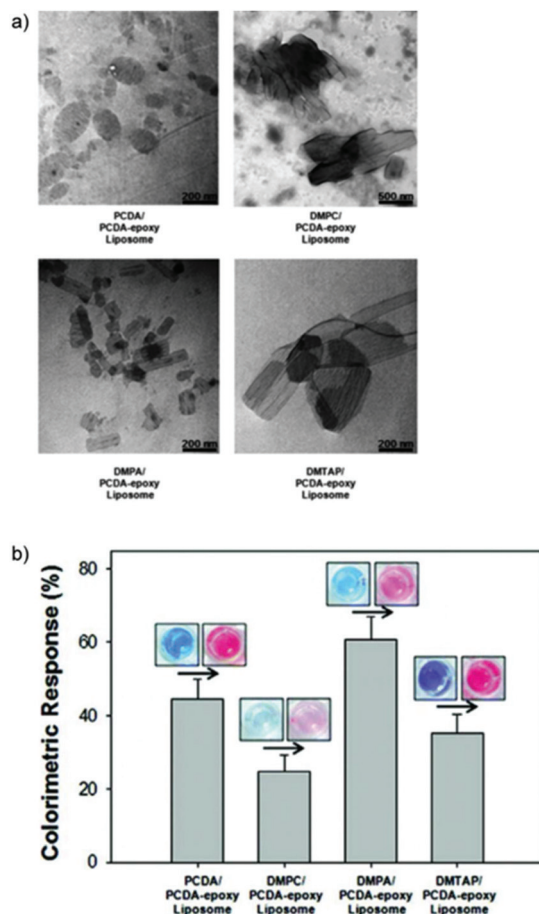 a)
200 nm
500 nm
PCDA/
PCDA-epoxy
Liposome
DMPC/
PCDA-epoxy
Liposome
200 nm
200 nm
DMPA/
PCDA-epoxy
Liposome
DMTAP/
PCDA-epoxy
Liposome
b)
Colorimetric Response (%)
80
60
40
20
0
PCDA/
PCDA-epoxy
Liposome
DMPC/
PCDA-epoxy
Liposome
DMPA/
PCDA-epoxy
Liposome
DMTAP/
PCDA-epoxy
Liposome